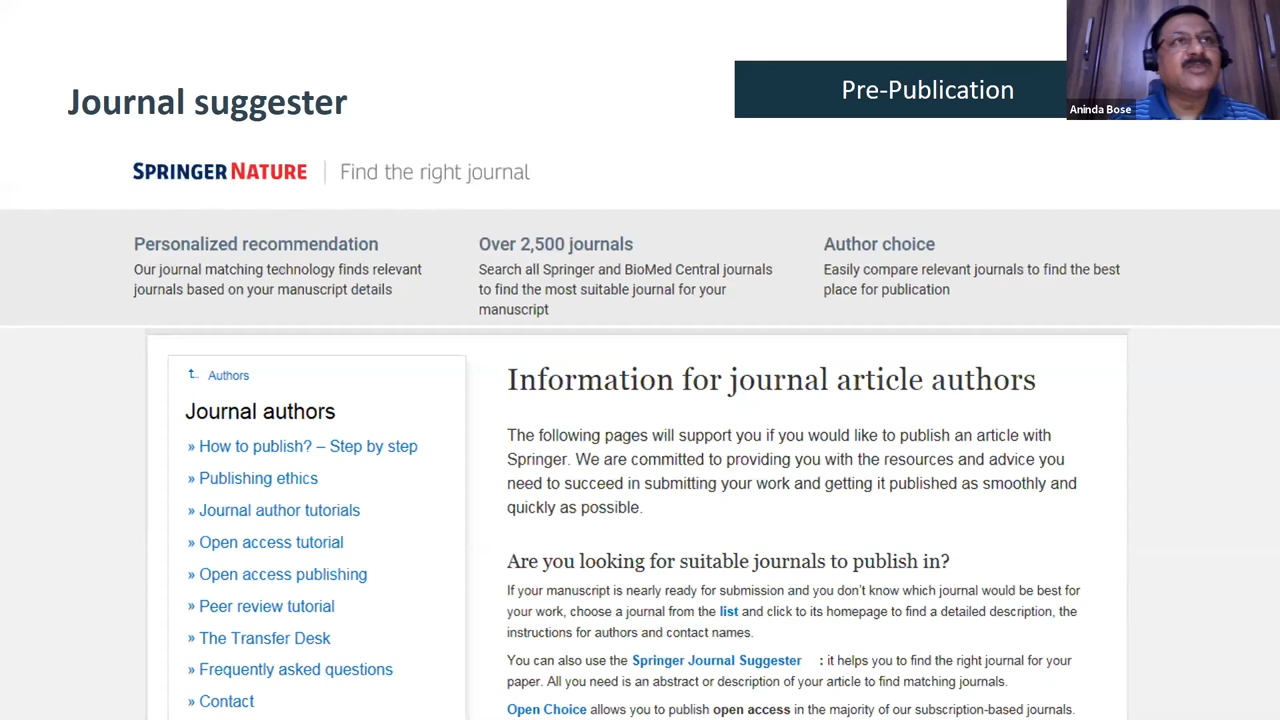 Journal suggester
Pre-Publication
Aninda Bose
SPRINGER NATURE
Find the right journal
Personalized recommendation
Our journal matching technology finds relevant
journals based on your manuscript details
Over 2,500 journals
Search all Springer and BioMed Central journals
to find the most suitable journal for your
manuscript
Author choice
Easily compare relevant journals to find the best
place for publication
Authors
Journal authors
» How to publish? – Step by step
» Publishing ethics
» Journal author tutorials
» Open access tutorial
» Open access publishing
» Peer review tutorial
» The Transfer Desk
» Frequently asked questions
» Contact
Information for journal article authors
The following pages will support you if you would like to publish an article with
Springer. We are committed to providing you with the resources and advice you
need to succeed in submitting your work and getting it published as smoothly and
quickly as possible.
Are you looking for suitable journals to publish in?
If your manuscript is nearly ready for submission and you don't know which journal would be best for
your work, choose a journal from the list and click to its homepage to find a detailed description, the
instructions for authors and contact names.
You can also use the Springer Journal Suggester : it helps you to find the right journal for your
paper. All you need is an abstract or description of your article to find matching journals.
Open Choice allows you to publish open access in the majority of our subscription-based journals.